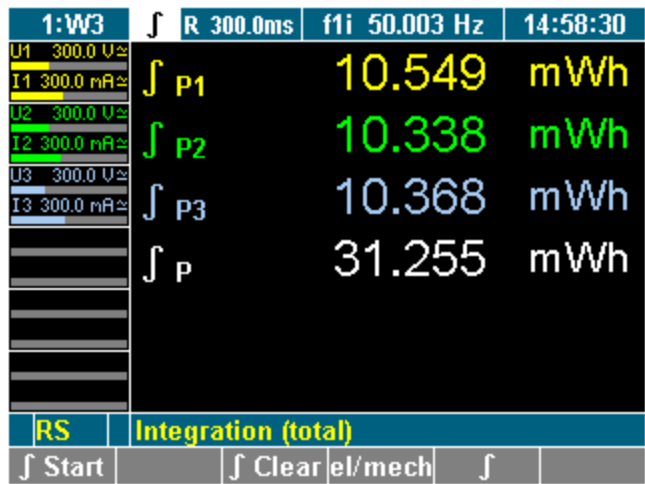 1:W3 ∫ R 300.0ms f1i 50.003 Hz 14:58:30
U1 300.0 V≃
I1 300.0 mA≃
∫ P1 10.549 mWh
U2 300.0 V≃
I2 300.0 mA≃
∫ P2 10.338 mWh
U3 300.0 V≃
I3 300.0 mA≃
∫ P3 10.368 mWh
∫ P 31.255 mWh
RS Integration (total)
∫ Start ∫ Clear el/mech ∫